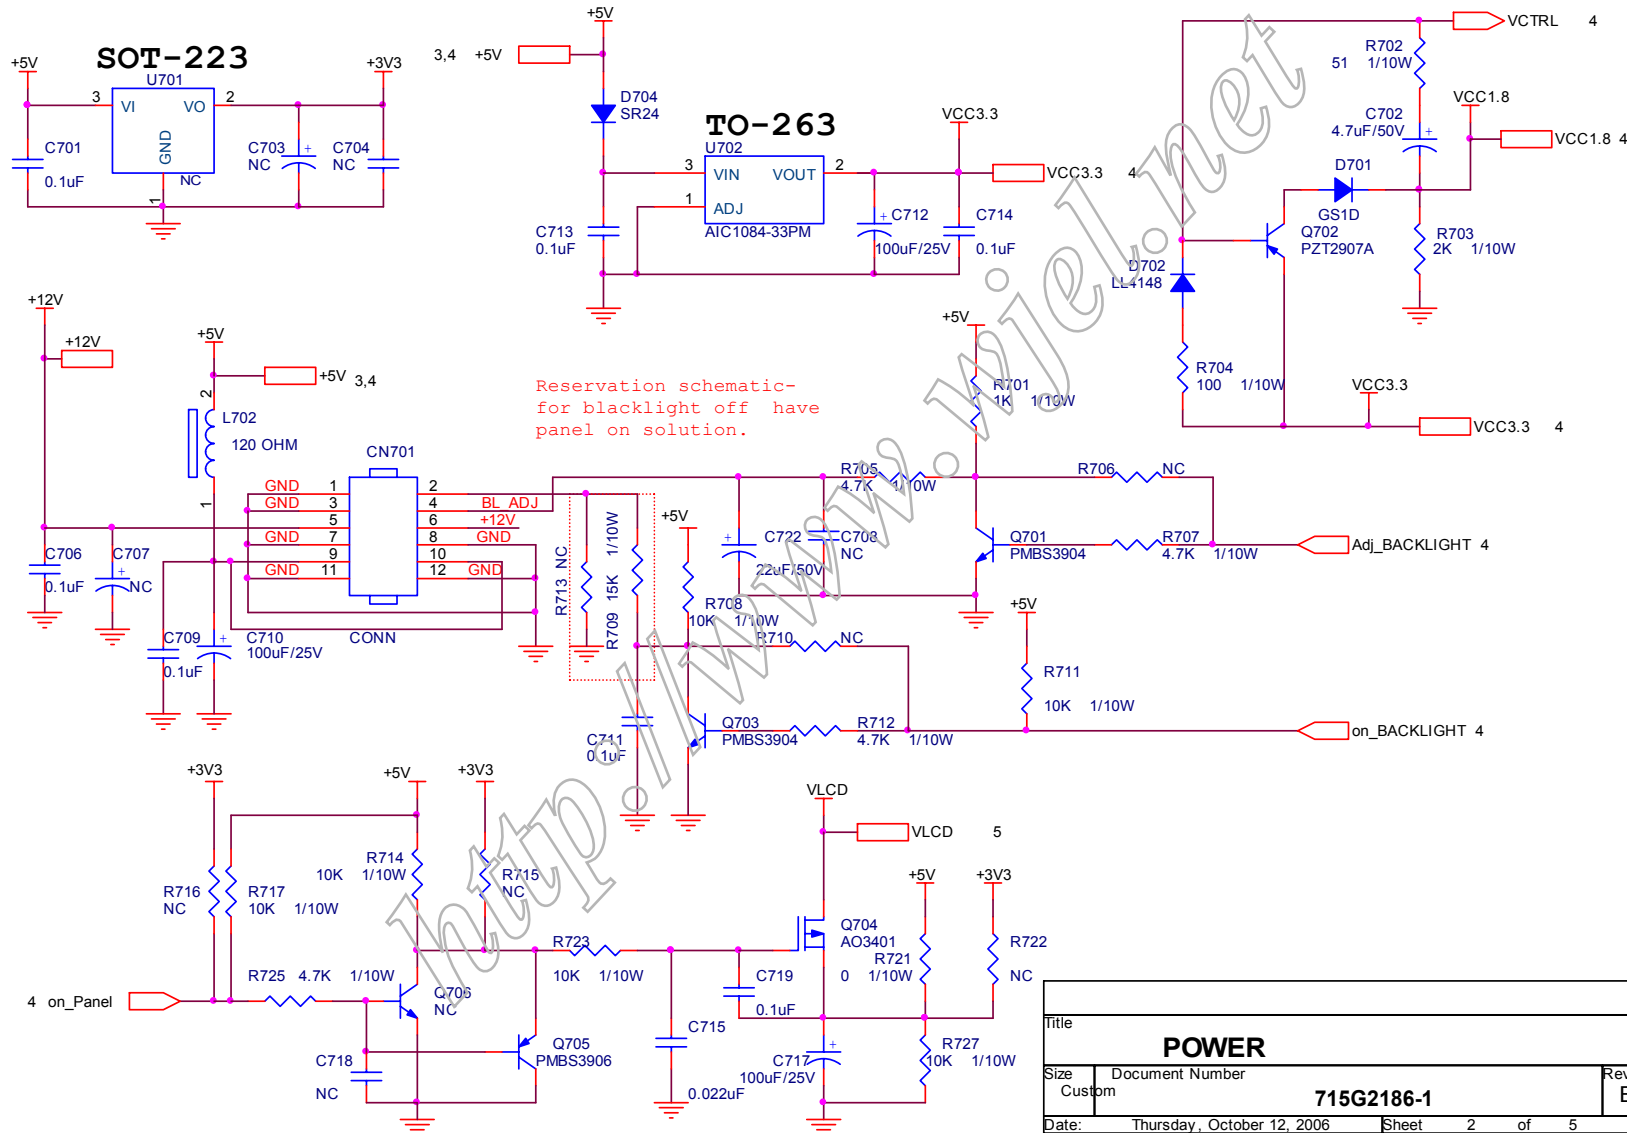 SOT-223
+5V
U701
+3V3
3 VI VO 2
GND
1
NC
C701
0.1uF
C703
NC
+
C704
NC
+5V
3,4 +5V
D704
SR24
TO-263
U702
3 VIN VOUT 2
1 ADJ
AIC1084-33PM
C713
0.1uF
VCC3.3
VCC3.3 4
+ C712
100uF/25V
C714
0.1uF
VCTRL 4
R702
51 1/10W
C702
4.7uF/50V
+
VCC1.8
VCC1.8 4
D701
GS1D
Q702
PZT2907A
R703
2K 1/10W
D702
LL4148
R704
100 1/10W
VCC3.3
VCC3.3 4
+12V
+12V
+5V
+5V 3,4
2
L702
120 OHM
1
CN701
GND 1 2
GND 3 4 BL_ADJ
5 6 +12V
GND 7 8 GND
9 10
GND 11 12 GND
CONN
C706
0.1uF
C707
+
NC
C709
0.1uF
C710
+
100uF/25V
Reservation schematic-
for blacklight off have
panel on solution.
R713 NC
R709 15K 1/10W
+5V
R708
10K 1/10W
+ C722
22uF/50V
C708
NC
R705
4.7K 1/10W
+5V
R701
1K 1/10W
R706 NC
Q701
PMBS3904
R707
4.7K 1/10W
Adj_BACKLIGHT 4
+5V
R710 NC
R711
10K 1/10W
C711
0.1uF
Q703
PMBS3904
R712
4.7K 1/10W
on_BACKLIGHT 4
+3V3
+5V
+3V3
R716
NC
R717
10K 1/10W
R714
10K 1/10W
R715
NC
4 on_Panel
R725 4.7K 1/10W
Q706
NC
C718
NC
Q705
PMBS3906
R723
10K 1/10W
C715
0.022uF
VLCD
VLCD 5
Q704
AO3401
C719
0.1uF
C717
+
100uF/25V
+5V
R721
0 1/10W
+3V3
R722
NC
R727
10K 1/10W
http://www.wjel.net
Title
POWER
Size Document Number Rev
Custom 715G2186-1
Date: Thursday, October 12, 2006 Sheet 2 of 5